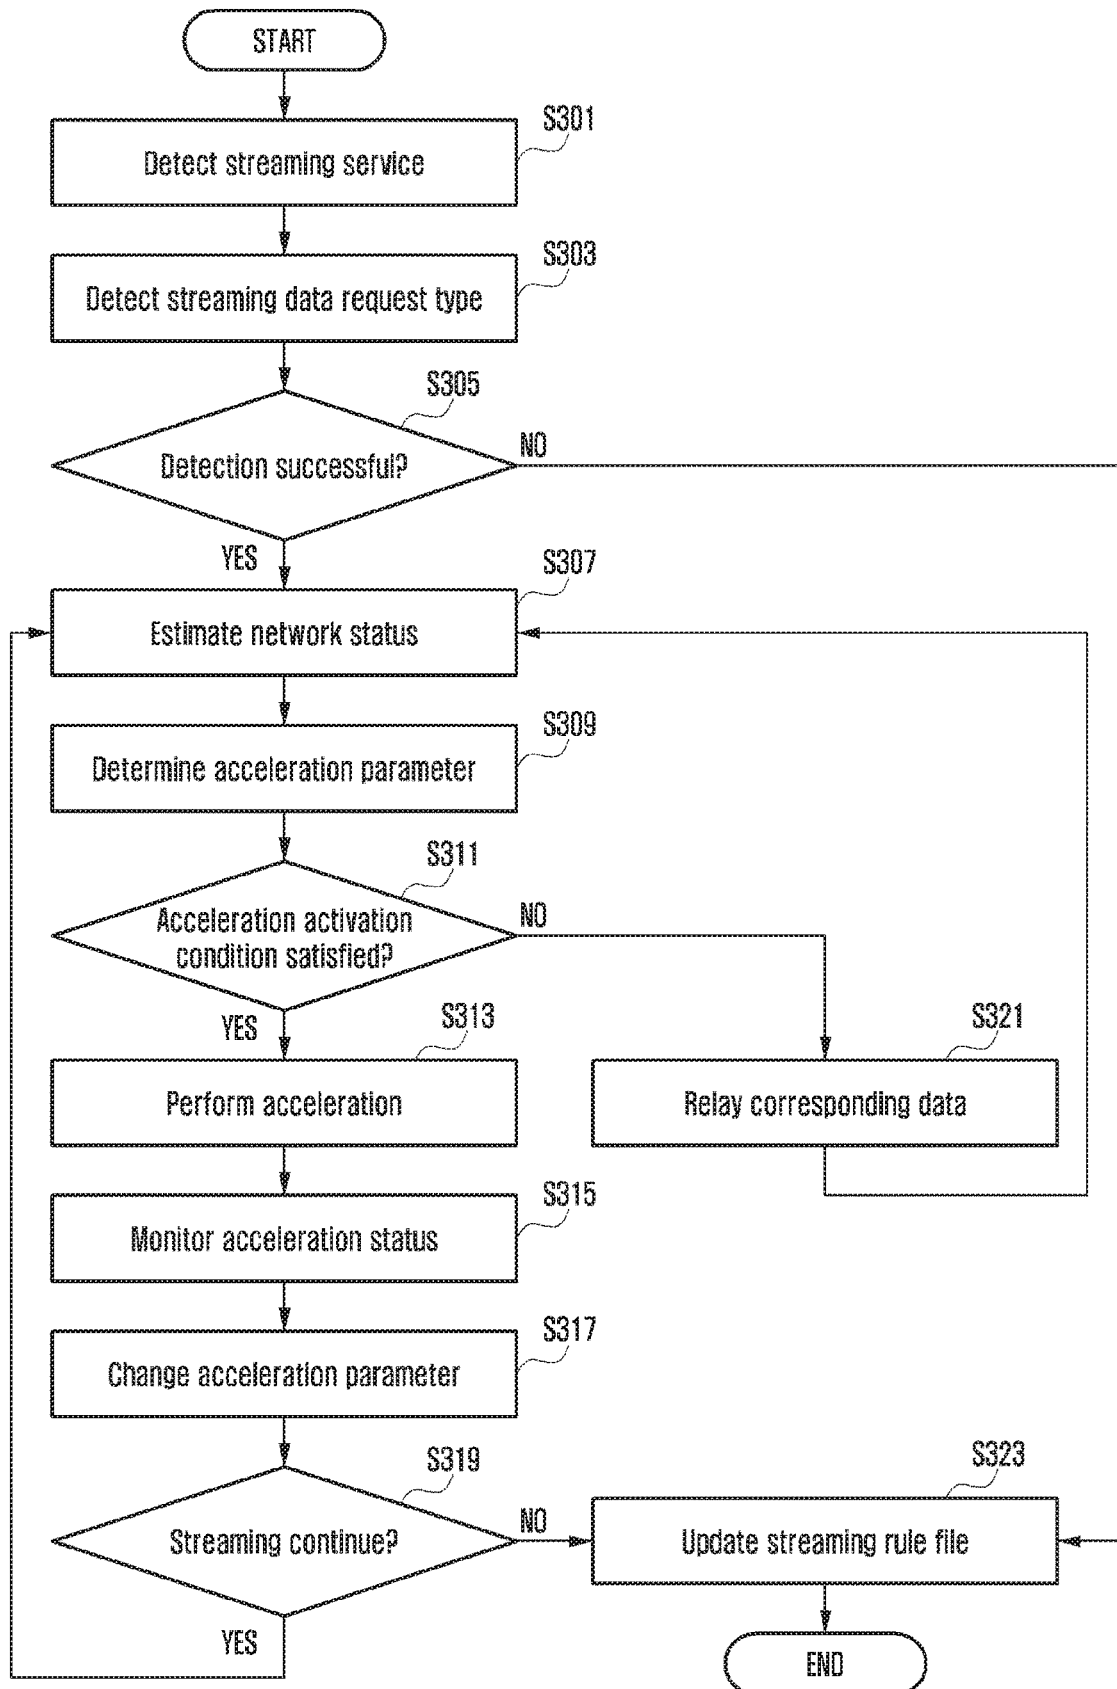 START
S301
Detect streaming service
S303
Detect streaming data request type
S305
Detection successful?
NO
YES
S307
Estimate network status
S309
Determine acceleration parameter
S311
Acceleration activation
condition satisfied?
NO
YES
S313
Perform acceleration
S321
Relay corresponding data
S315
Monitor acceleration status
S317
Change acceleration parameter
S319
Streaming continue?
NO
YES
S323
Update streaming rule file
END